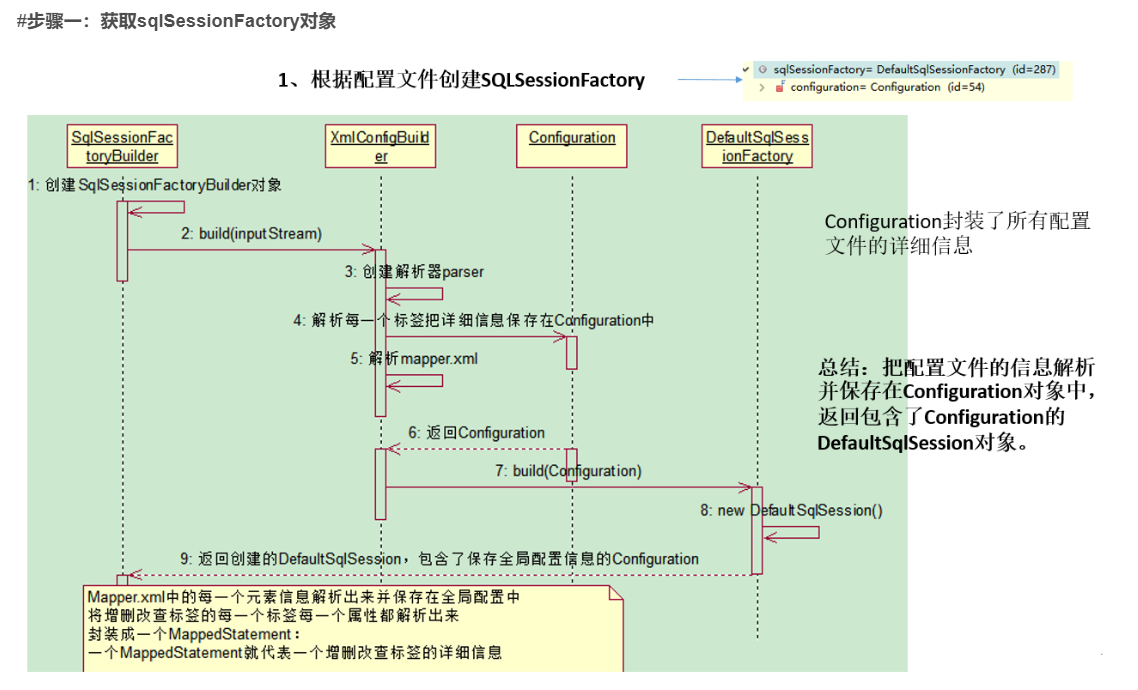 #步骤一：获取sqlSessionFactory对象
1、根据配置文件创建SQLSessionFactory
sqlSessionFactory= DefaultSqlSessionFactory (id=287)
configuration= Configuration (id=54)
SqlSessionFac
toryBuilder
XmlConfigBuild
er
Configuration
DefaultSqlSess
ionFactory
1: 创建SqlSessionFactoryBuilder对象
2: build(inputStream)
3: 创建解析器parser
4: 解析每一个标签把详细信息保存在Configuration中
5: 解析mapper.xml
6: 返回Configuration
7: build(Configuration)
8: new DefaultSqlSession()
9: 返回创建的DefaultSqlSession，包含了保存全局配置信息的Configuration
Mapper.xml中的每一个元素信息解析出来并保存在全局配置中
将增删改查标签的每一个标签每一个属性都解析出来
封装成一个MappedStatement：
一个MappedStatement就代表一个增删改查标签的详细信息
Configuration封装了所有配置
文件的详细信息
总结：把配置文件的信息解析
并保存在Configuration对象中，
返回包含了Configuration的
DefaultSqlSession对象。